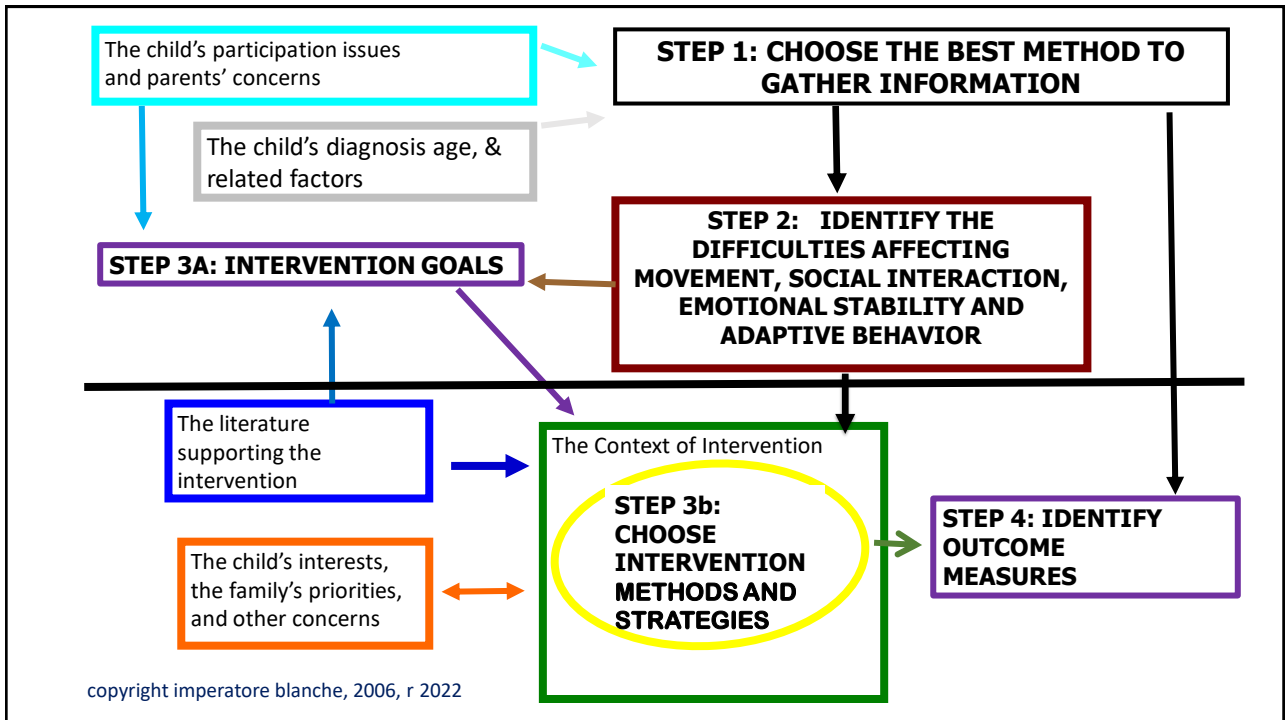 The child’s participation issues
and parents’ concerns
STEP 1: CHOOSE THE BEST METHOD TO
GATHER INFORMATION
The child’s diagnosis age, &
related factors
STEP 2:   IDENTIFY THE
DIFFICULTIES AFFECTING
MOVEMENT, SOCIAL INTERACTION,
EMOTIONAL STABILITY AND
ADAPTIVE BEHAVIOR
STEP 3A: INTERVENTION GOALS
The literature
supporting the
intervention
The Context of Intervention
STEP 3b:
CHOOSE
INTERVENTION
METHODS AND
STRATEGIES
STEP 4: IDENTIFY
OUTCOME
MEASURES
The child’s interests,
the family’s priorities,
and other concerns
copyright imperatore blanche, 2006, r 2022